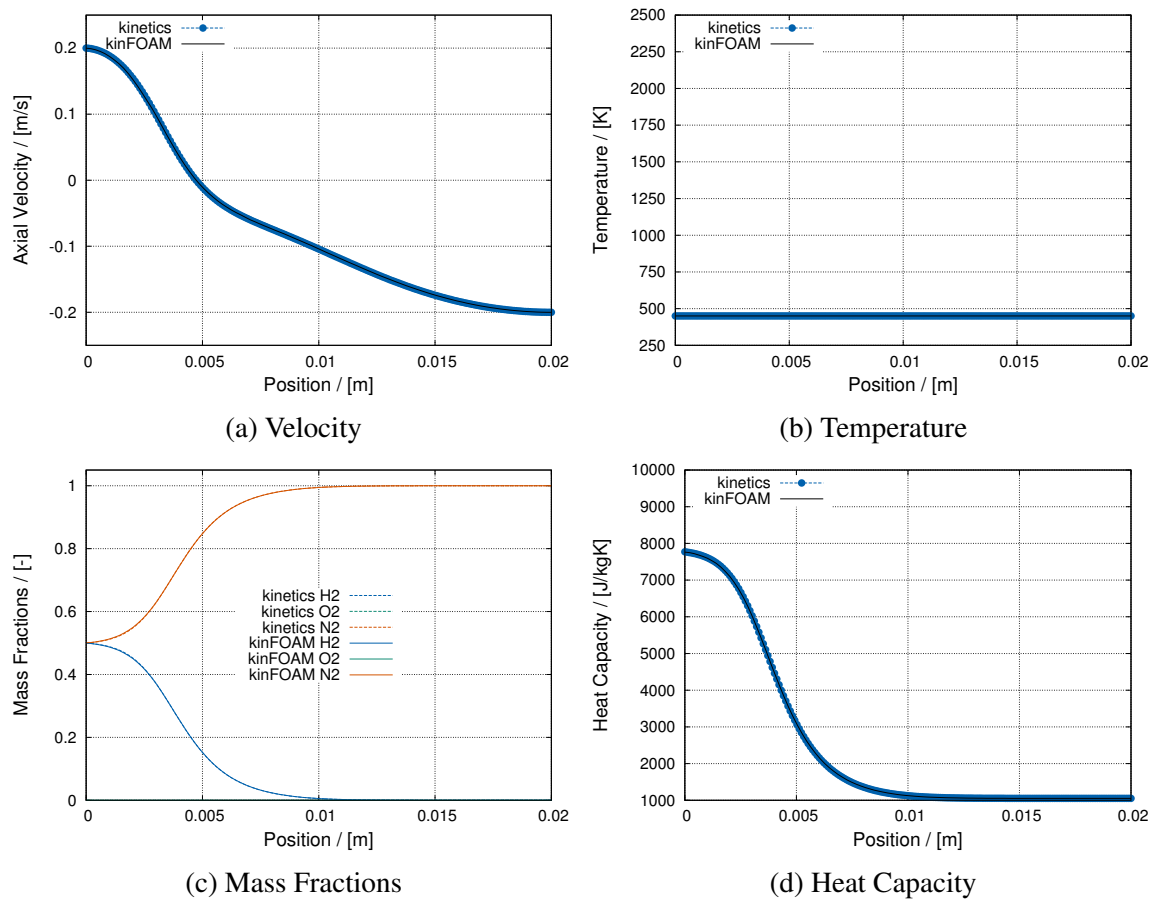 kinetics
kinFOAM
0.2
0.1
0
-0.1
-0.2
Axial Velocity / [m/s]
0 0.005 0.01 0.015 0.02
Position / [m]
(a) Velocity
kinetics
kinFOAM
2500
2250
2000
1750
1500
1250
1000
750
500
250
Temperature / [K]
0 0.005 0.01 0.015 0.02
Position / [m]
(b) Temperature
1
0.8
0.6
0.4
0.2
0
Mass Fractions / [-]
kinetics H2
kinetics O2
kinetics N2
kinFOAM H2
kinFOAM O2
kinFOAM N2
0 0.005 0.01 0.015 0.02
Position / [m]
(c) Mass Fractions
kinetics
kinFOAM
10000
9000
8000
7000
6000
5000
4000
3000
2000
1000
Heat Capacity / [J/kgK]
0 0.005 0.01 0.015 0.02
Position / [m]
(d) Heat Capacity